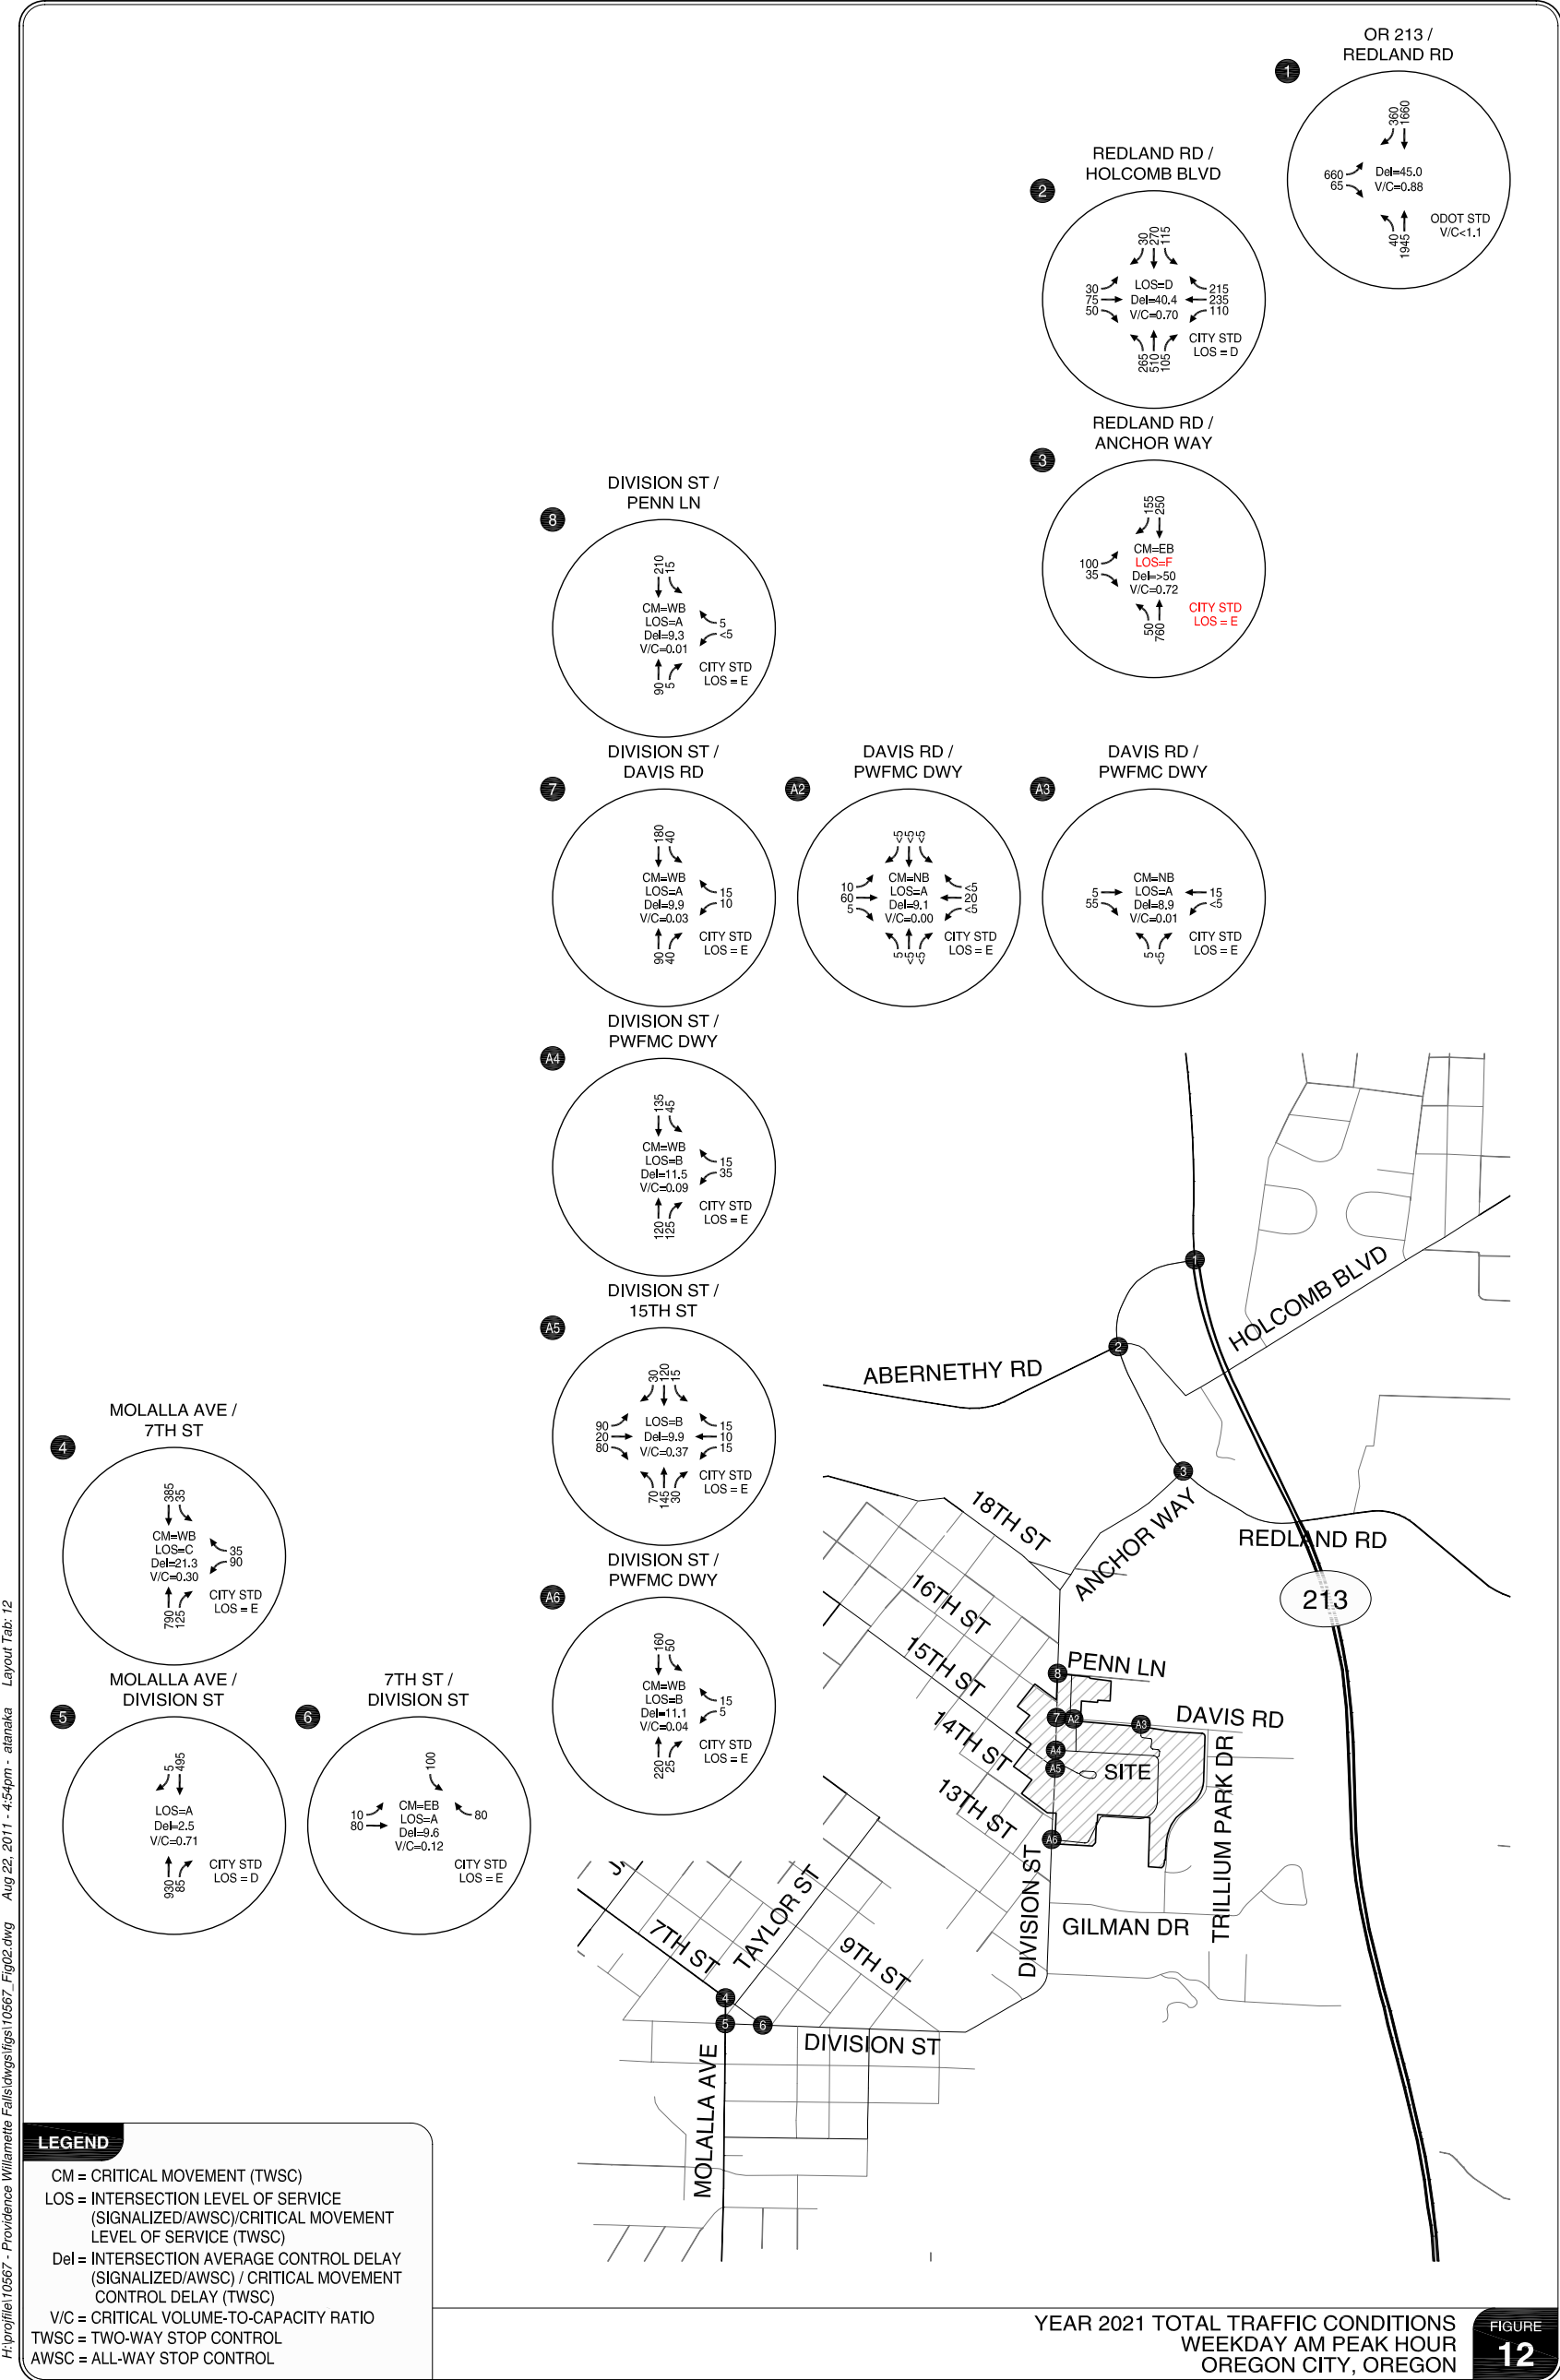 OR 213 /
REDLAND RD
1
360
1660
660
65
Del=45.0
V/C=0.88
40
1945
ODOT STD
V/C<1.1
REDLAND RD /
HOLCOMB BLVD
2
30
270
115
30
75
50
LOS=D
Del=40.4
V/C=0.70
215
235
110
265
510
105
CITY STD
LOS = D
REDLAND RD /
ANCHOR WAY
3
155
250
100
35
CM=EB
LOS=F
Del=>50
V/C=0.72
50
760
CITY STD
LOS = E
DIVISION ST /
PENN LN
8
210
15
CM=WB
LOS=A
Del=9.3
V/C=0.01
5
<5
90
5
CITY STD
LOS = E
DIVISION ST /
DAVIS RD
7
180
40
CM=WB
LOS=A
Del=9.9
V/C=0.03
15
10
90
40
CITY STD
LOS = E
DAVIS RD /
PWFMC DWY
A2
<5
<5
<5
10
60
5
CM=NB
LOS=A
Del=9.1
V/C=0.00
<5
20
<5
5
<5
<5
CITY STD
LOS = E
DAVIS RD /
PWFMC DWY
A3
5
55
CM=NB
LOS=A
Del=8.9
V/C=0.01
15
<5
5
<5
CITY STD
LOS = E
DIVISION ST /
PWFMC DWY
A4
135
45
CM=WB
LOS=B
Del=11.5
V/C=0.09
15
35
120
125
CITY STD
LOS = E
DIVISION ST /
15TH ST
A5
30
120
15
90
20
80
LOS=B
Del=9.9
V/C=0.37
15
10
15
70
145
30
CITY STD
LOS = E
DIVISION ST /
PWFMC DWY
A6
160
50
CM=WB
LOS=B
Del=11.1
V/C=0.04
15
5
220
25
CITY STD
LOS = E
MOLALLA AVE /
7TH ST
4
385
35
CM=WB
LOS=C
Del=21.3
V/C=0.30
35
90
790
125
CITY STD
LOS = E
MOLALLA AVE /
DIVISION ST
5
5
495
LOS=A
Del=2.5
V/C=0.71
930
85
CITY STD
LOS = D
7TH ST /
DIVISION ST
6
100
10
80
CM=EB
LOS=A
Del=9.6
V/C=0.12
80
CITY STD
LOS = E
1
HOLCOMB BLVD
2
ABERNETHY RD
3
18TH ST
ANCHOR WAY
REDLAND RD
213
16TH ST
15TH ST
8
PENN LN
7
A2
A3
DAVIS RD
14TH ST
A4
A5
SITE
13TH ST
A6
TRILLIUM PARK DR
DIVISION ST
GILMAN DR
TAYLOR ST
7TH ST
9TH ST
4
5
6
DIVISION ST
MOLALLA AVE
LEGEND
CM = CRITICAL MOVEMENT (TWSC)
LOS = INTERSECTION LEVEL OF SERVICE
(SIGNALIZED/AWSC)/CRITICAL MOVEMENT
LEVEL OF SERVICE (TWSC)
Del = INTERSECTION AVERAGE CONTROL DELAY
(SIGNALIZED/AWSC) / CRITICAL MOVEMENT
CONTROL DELAY (TWSC)
V/C = CRITICAL VOLUME-TO-CAPACITY RATIO
TWSC = TWO-WAY STOP CONTROL
AWSC = ALL-WAY STOP CONTROL
YEAR 2021 TOTAL TRAFFIC CONDITIONS
WEEKDAY AM PEAK HOUR
OREGON CITY, OREGON
FIGURE
12
H:\projfile\10567 - Providence Willamette Falls\dwgs\figs\10567_Fig02.dwg Aug 22, 2011 - 4:54pm - atanaka Layout Tab: 12